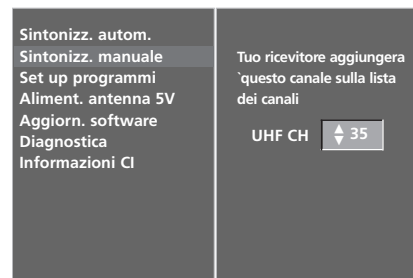 Sintonizz. autom.
Sintonizz. manuale
Set up programmi
Aliment. antenna 5V
Aggiorn. software
Diagnostica
Informazioni CI
Tuo ricevitore aggiungera
`questo canale sulla lista
dei canali
UHF CH 35